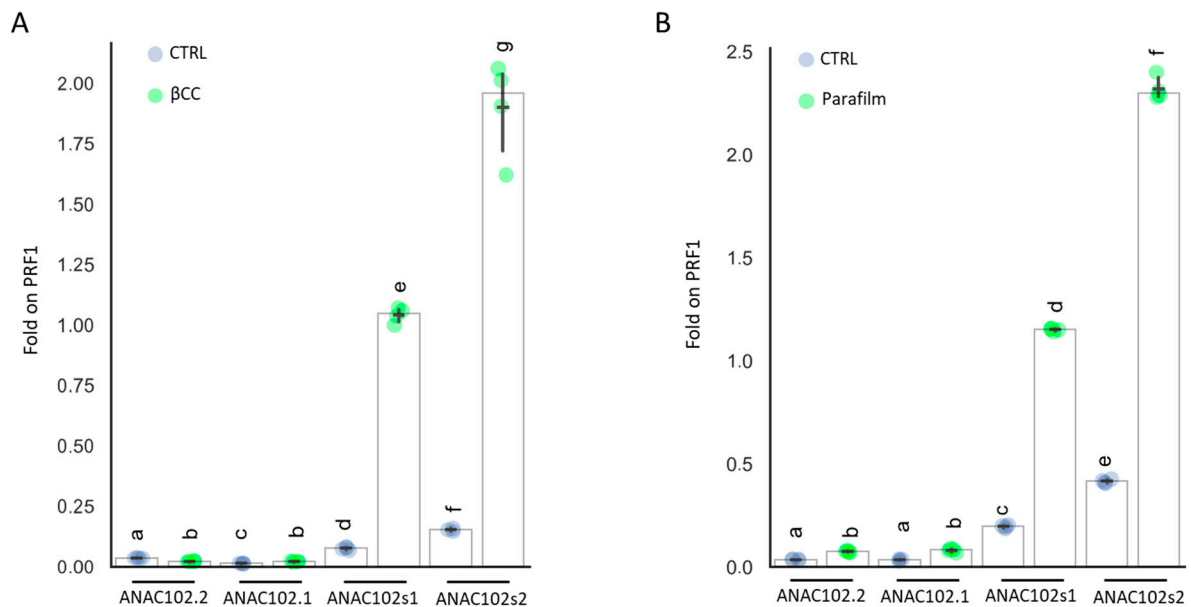 A
CTRL
βCC
g
2.00
1.75
1.50
1.25
1.00
0.75
0.50
0.25
0.00
Fold on PRF1
a
b
c
b
d
e
f
ANAC102.2
ANAC102.1
ANAC102s1
ANAC102s2
B
CTRL
Parafilm
f
2.5
2.0
1.5
1.0
0.5
0.0
Fold on PRF1
a
b
a
b
c
d
e
ANAC102.2
ANAC102.1
ANAC102s1
ANAC102s2